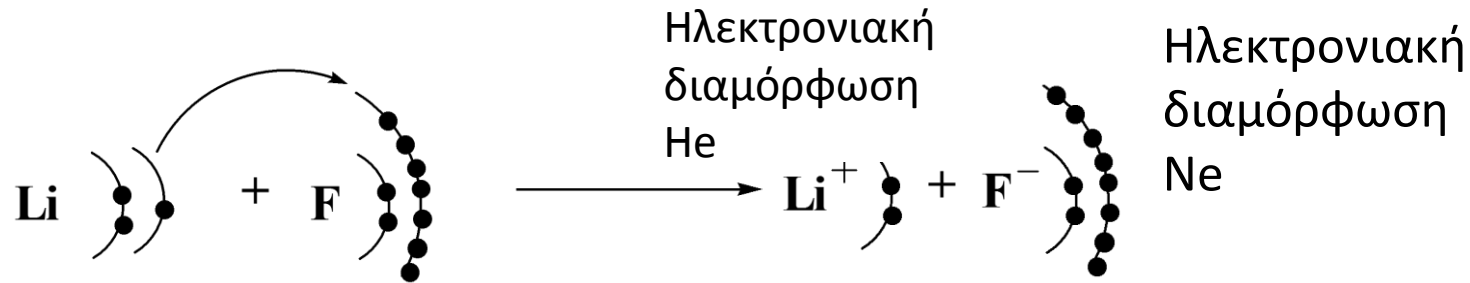 Ηλεκτρονιακή
διαμόρφωση
He
Ηλεκτρονιακή
διαμόρφωση
Ne
Li + F Li⁺ + F⁻